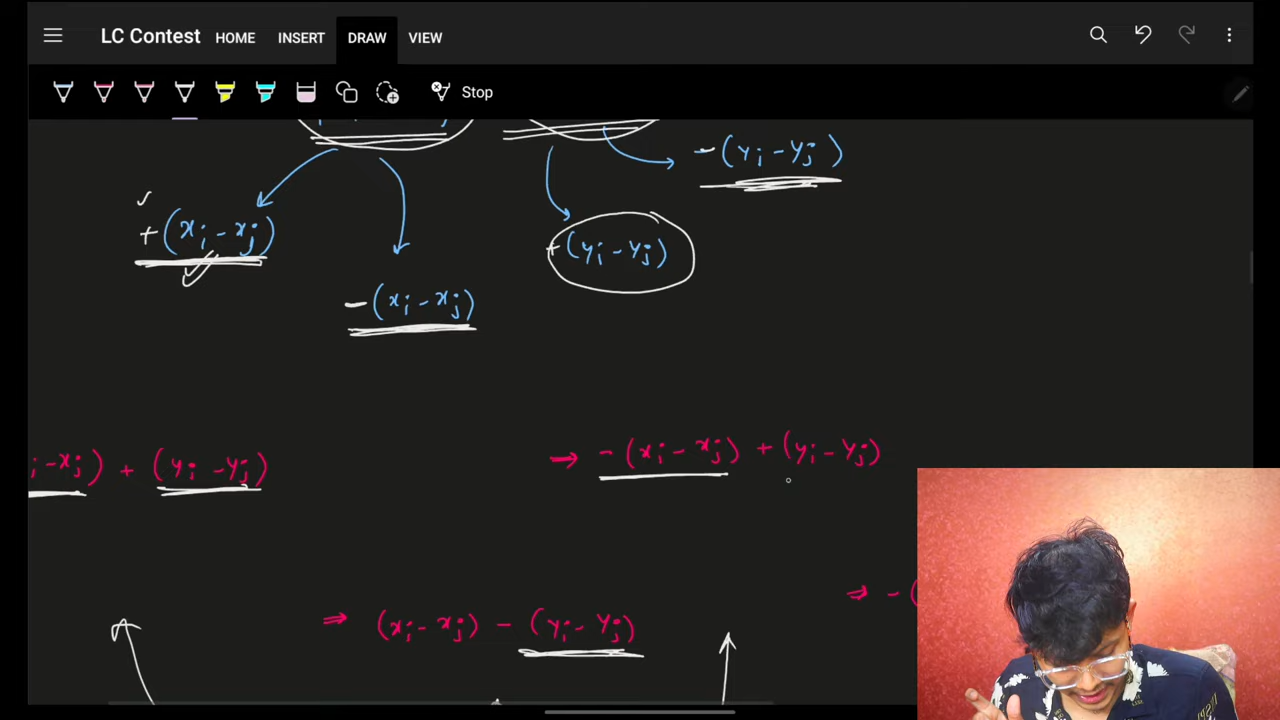 LC Contest HOME INSERT DRAW VIEW
Stop
-(yi - yj)
+(xi - xj)
+(yi - yj)
-(xi - xj)
⇒ -(xi - xj) + (yi - yj)
i - xj) + (yi - yj)
⇒ - (
⇒ (xi - xj) - (yi - yj)